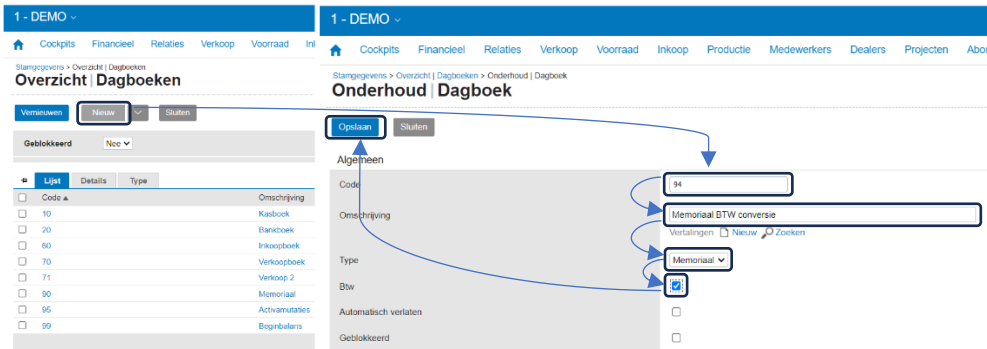 1 - DEMO
Cockpits Financieel Relaties Verkoop Voorraad
Stamgegevens > Overzicht | Dagboeken
Overzicht | Dagboeken
Vernieuwen Nieuw Sluiten
Geblokkeerd Nee
Lijst Details Type
Code Omschrijving
10 Kasboek
20 Bankboek
60 Inkoopboek
70 Verkoopboek
71 Verkoop 2
90 Memoriaal
95 Activamutaties
99 Beginbalans
1 - DEMO
Cockpits Financieel Relaties Verkoop Voorraad Inkoop Productie Medewerkers Dealers Projecten
Stamgegevens > Overzicht | Dagboeken > Onderhoud | Dagboek
Onderhoud | Dagboek
Opslaan Sluiten
Algemeen
Code 94
Omschrijving Memoriaal BTW conversie
Vertalingen Nieuw Zoeken
Type Memoriaal
Btw
Automatisch verlaten
Geblokkeerd